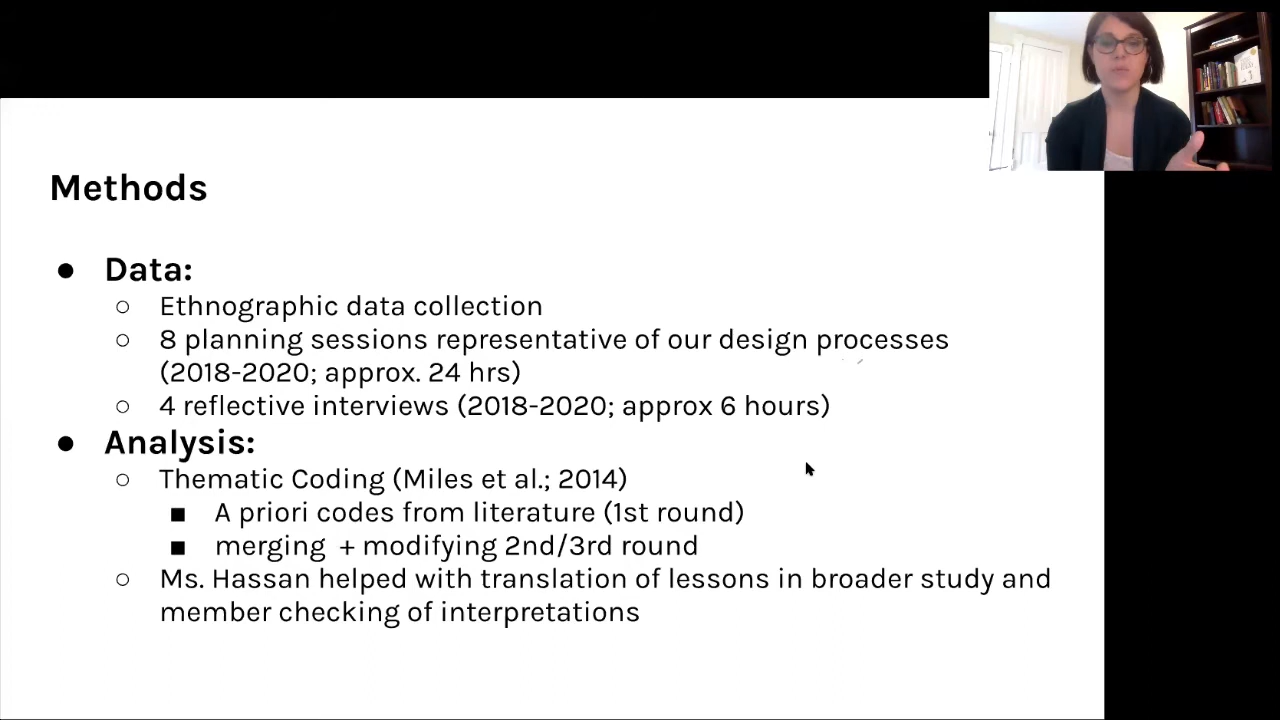 Methods
● Data:
○ Ethnographic data collection
○ 8 planning sessions representative of our design processes
(2018-2020; approx. 24 hrs)
○ 4 reflective interviews (2018-2020; approx 6 hours)
● Analysis:
○ Thematic Coding (Miles et al.; 2014)
■ A priori codes from literature (1st round)
■ merging + modifying 2nd/3rd round
○ Ms. Hassan helped with translation of lessons in broader study and
member checking of interpretations